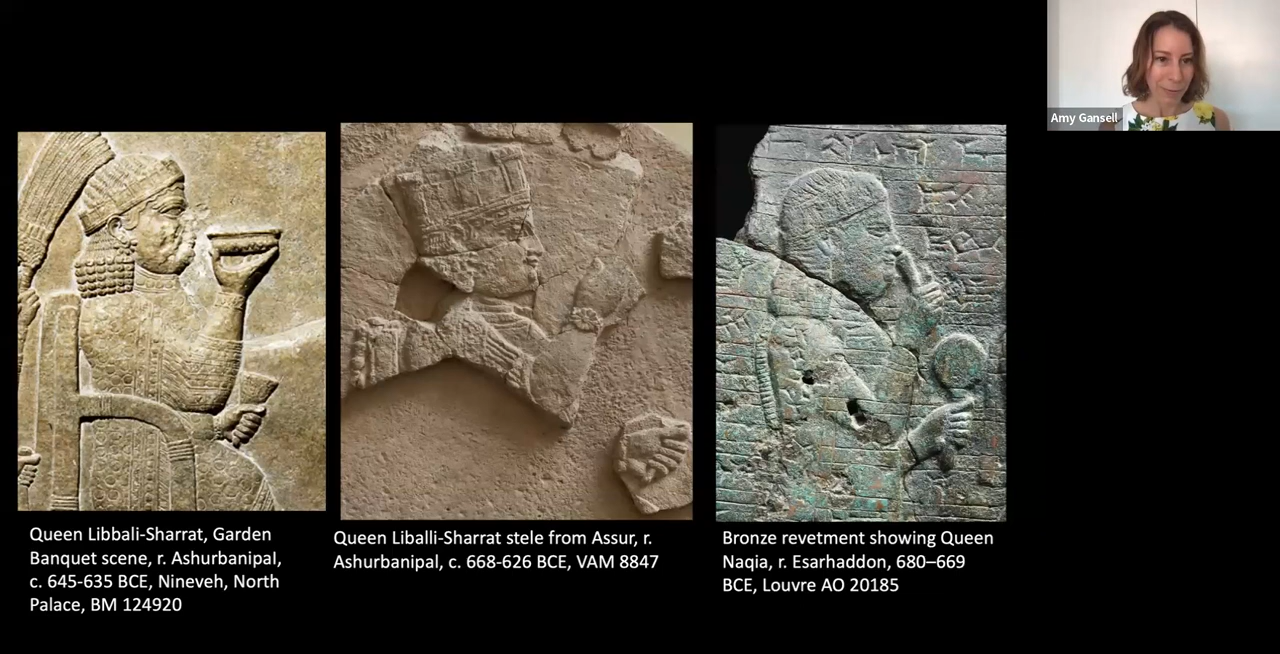 Amy Gansell
Queen Libbali-Sharrat, Garden
Banquet scene, r. Ashurbanipal,
c. 645-635 BCE, Nineveh, North
Palace, BM 124920
Queen Liballi-Sharrat stele from Assur, r.
Ashurbanipal, c. 668-626 BCE, VAM 8847
Bronze revetment showing Queen
Naqia, r. Esarhaddon, 680–669
BCE, Louvre AO 20185